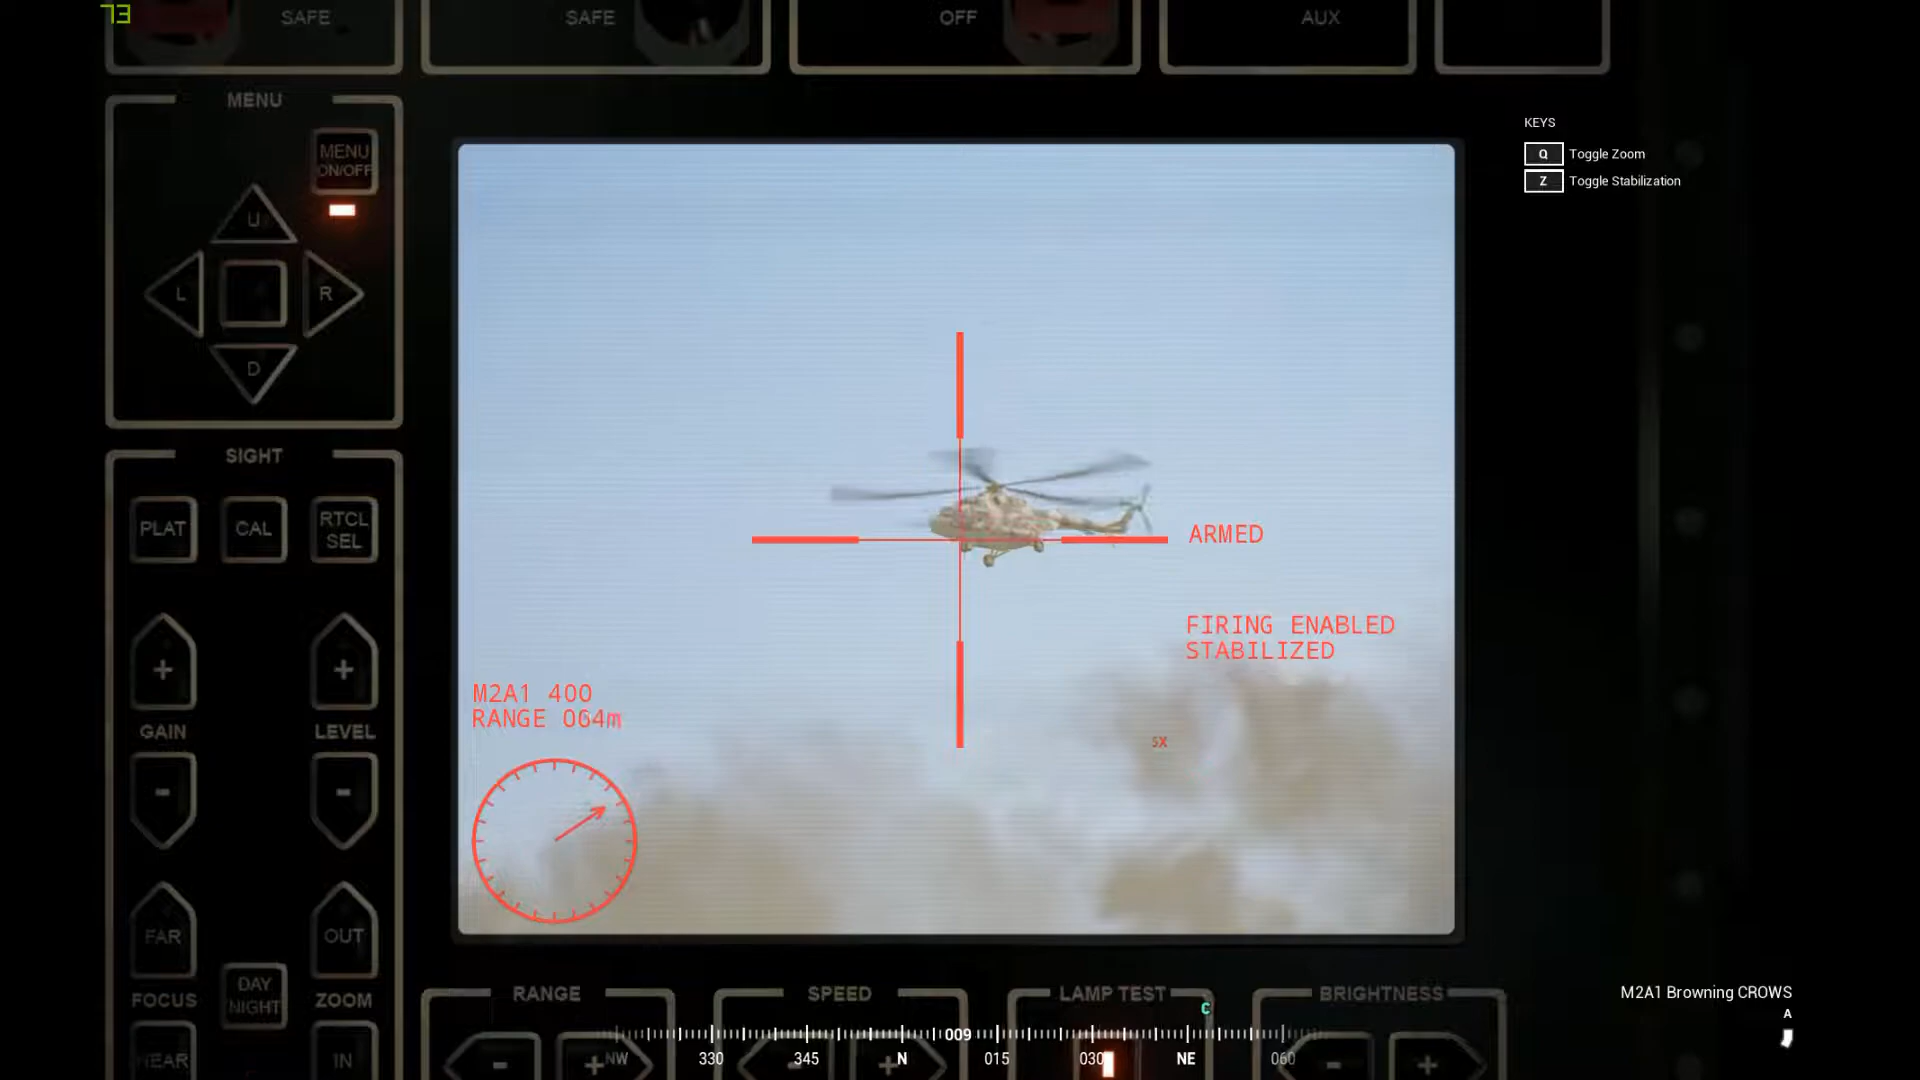 73
SAFE
SAFE
OFF
AUX
MENU
MENU
ON/OFF
U
L
R
D
KEYS
Q Toggle Zoom
Z Toggle Stabilization
SIGHT
PLAT
CAL
RTCL
SEL
+
+
GAIN
LEVEL
-
-
FAR
OUT
DAY
NIGHT
FOCUS
ZOOM
NEAR
IN
ARMED
FIRING ENABLED
STABILIZED
M2A1 400
RANGE 064m
5X
RANGE
SPEED
LAMP TEST
BRIGHTNESS
-
+
-
+
-
+
C
009
NW 330 345 N 015 030 NE 060
M2A1 Browning CROWS
A